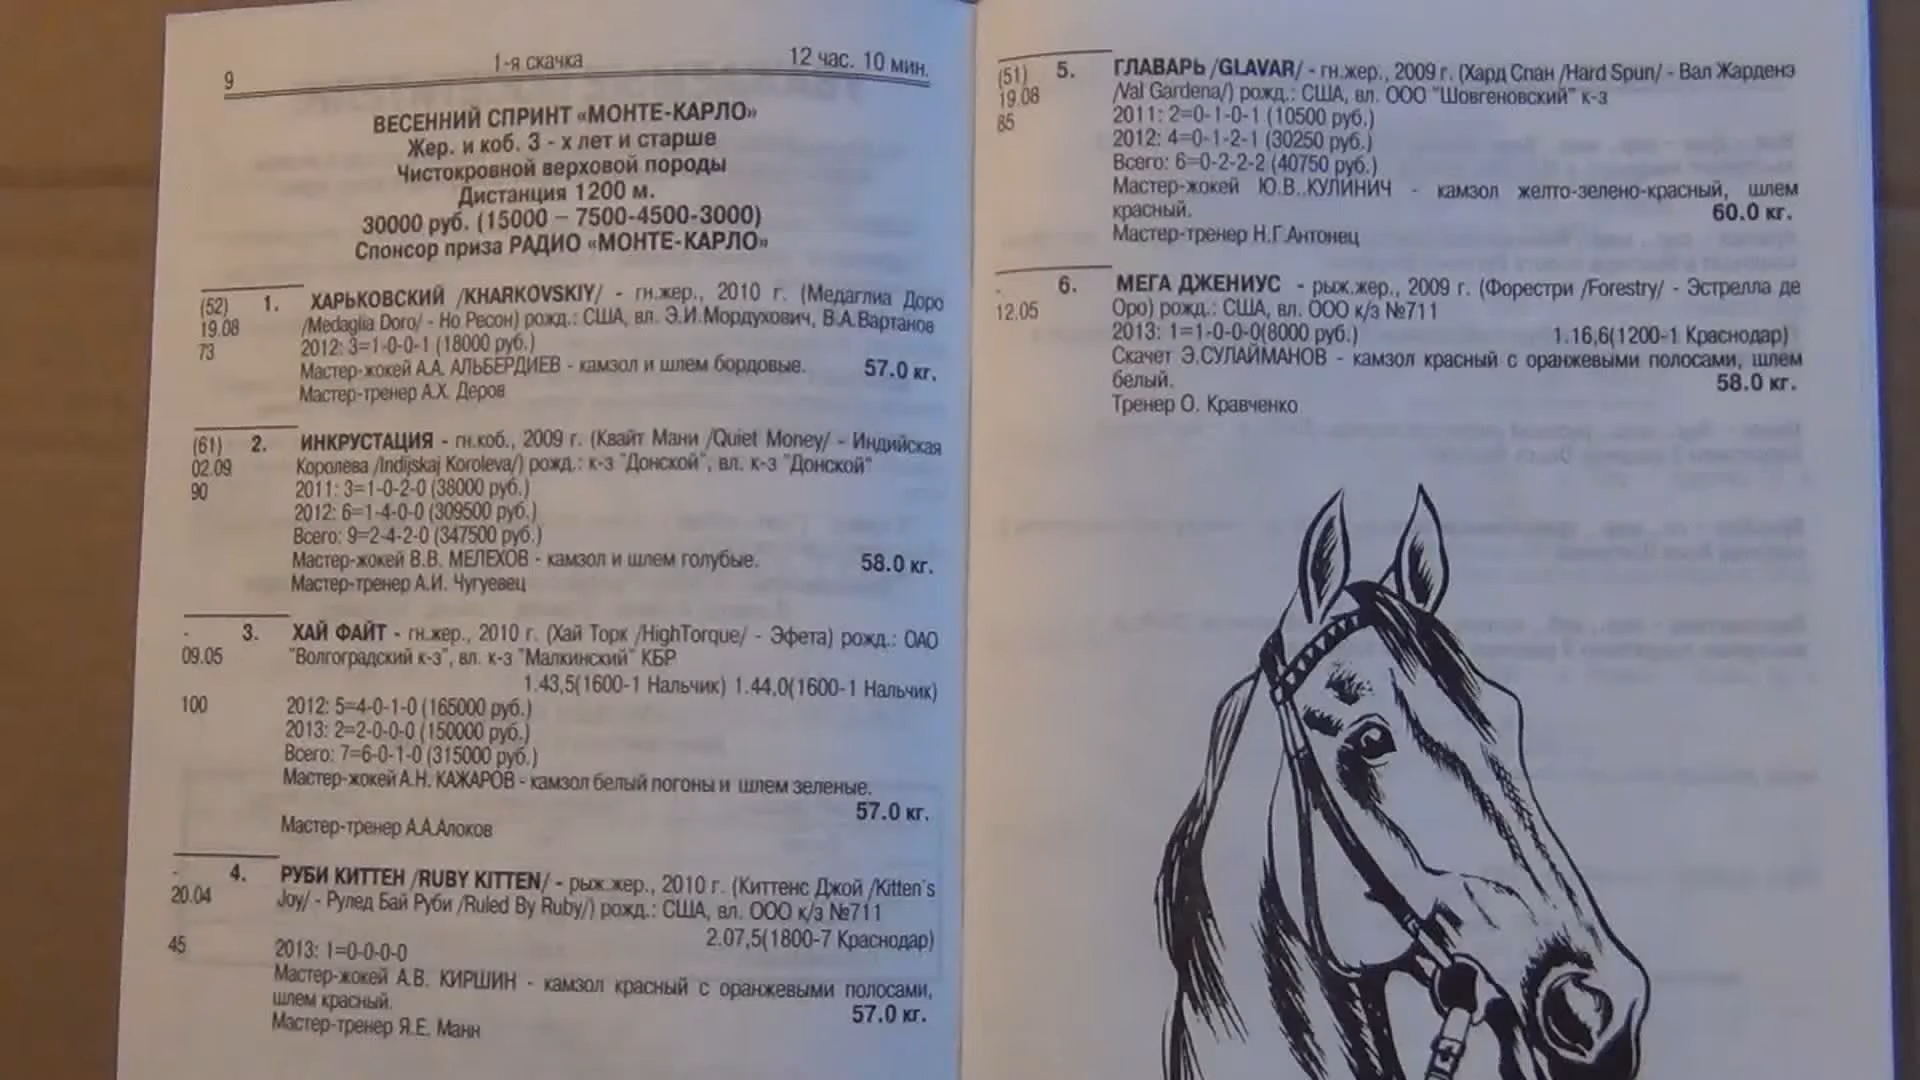 9 1-я скачка 12 час. 10 мин.
ВЕСЕННИЙ СПРИНТ «МОНТЕ-КАРЛО»
Жер. и коб. 3 - х лет и старше
Чистокровной верховой породы
Дистанция 1200 м.
30000 руб. (15000 – 7500-4500-3000)
Спонсор приза РАДИО «МОНТЕ-КАРЛО»
(52) 1. ХАРЬКОВСКИЙ /KHARKOVSKIY/ - гн.жер., 2010 г. (Медаглиа Доро
19.08 /Medaglia Doro/ - Но Ресон) рожд.: США, вл. Э.И.Мордухович, В.А.Вартанов
73 2012: 3=1-0-0-1 (18000 руб.)
Мастер-жокей А.А. АЛЬБЕРДИЕВ - камзол и шлем бордовые. 57.0 кг.
Мастер-тренер А.Х. Деров
(61) 2. ИНКРУСТАЦИЯ - гн.коб., 2009 г. (Квайт Мани /Quiet Money/ - Индийская
02.09 Королева /Indijskaj Koroleva/) рожд.: к-з "Донской", вл. к-з "Донской"
90 2011: 3=1-0-2-0 (38000 руб.)
2012: 6=1-4-0-0 (309500 руб.)
Всего: 9=2-4-2-0 (347500 руб.)
Мастер-жокей В.В. МЕЛЕХОВ - камзол и шлем голубые. 58.0 кг.
Мастер-тренер А.И. Чугуевец
- 3. ХАЙ ФАЙТ - гн.жер., 2010 г. (Хай Торк /HighTorque/ - Эфета) рожд.: ОАО
09.05 "Волгоградский к-з", вл. к-з "Малкинский" КБР
1.43,5(1600-1 Нальчик) 1.44,0(1600-1 Нальчик)
100 2012: 5=4-0-1-0 (165000 руб.)
2013: 2=2-0-0-0 (150000 руб.)
Всего: 7=6-0-1-0 (315000 руб.)
Мастер-жокей А.Н. КАЖАРОВ - камзол белый погоны и шлем зеленые.
57.0 кг.
Мастер-тренер А.А.Алоков
- 4. РУБИ КИТТЕН /RUBY KITTEN/ - рыж.жер., 2010 г. (Киттенс Джой /Kitten`s
20.04 Joy/ - Рулед Бай Руби /Ruled By Ruby/) рожд.: США, вл. ООО к/з №711
2.07,5(1800-7 Краснодар)
45 2013: 1=0-0-0-0
Мастер-жокей А.В. КИРШИН - камзол красный с оранжевыми полосами,
шлем красный. 57.0 кг.
Мастер-тренер Я.Е. Манн
(51) 5. ГЛАВАРЬ /GLAVAR/ - гн.жер., 2009 г. (Хард Спан /Hard Spun/ - Вал Жарденэ
19.08 /Val Gardena/) рожд.: США, вл. ООО "Шовгеновский" к-з
85 2011: 2=0-1-0-1 (10500 руб.)
2012: 4=0-1-2-1 (30250 руб.)
Всего: 6=0-2-2-2 (40750 руб.)
Мастер-жокей Ю.В..КУЛИНИЧ - камзол желто-зелено-красный, шлем
красный. 60.0 кг.
Мастер-тренер Н.Г.Антонец
- 6. МЕГА ДЖЕНИУС - рыж.жер., 2009 г. (Форестри /Forestry/ - Эстрелла де
12.05 Оро) рожд.: США, вл. ООО к/з №711
2013: 1=1-0-0-0(8000 руб.) 1.16,6(1200-1 Краснодар)
Скачет Э.СУЛАЙМАНОВ - камзол красный с оранжевыми полосами, шлем
белый. 58.0 кг.
Тренер О. Кравченко